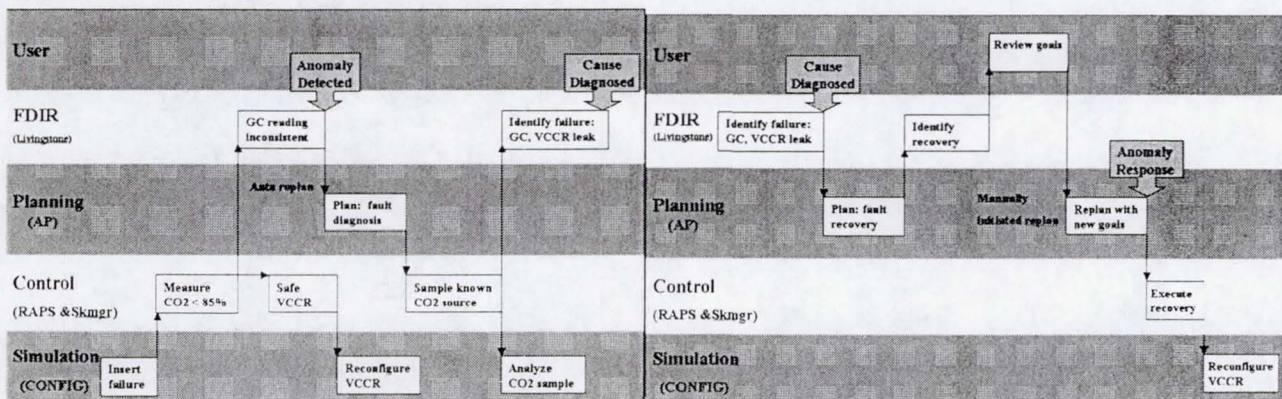 User
Anomaly
Detected
Cause
Diagnosed
FDIR
(Livingstone)
GC reading
inconsistent
Identify failure:
GC, VCCR leak
Planning
(AP)
Auto replan
Plan: fault
diagnosis
Control
(RAPS &Skmgr)
Measure
CO2 < 85%
Safe
VCCR
Sample known
CO2 source
Simulation
(CONFIG)
Insert
failure
Reconfigure
VCCR
Analyze
CO2 sample
User
Review goals
Cause
Diagnosed
FDIR
(Livingstone)
Identify failure:
GC, VCCR leak
Identify
recovery
Anomaly
Response
Planning
(AP)
Plan: fault
recovery
Manually
initiated replan
Replan with
new goals
Control
(RAPS &Skmgr)
Execute
recovery
Simulation
(CONFIG)
Reconfigure
VCCR